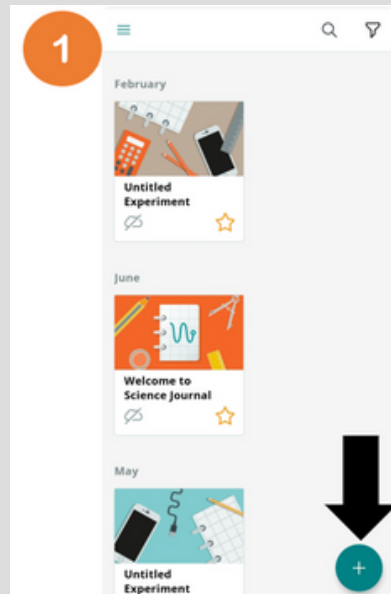 1
February
Untitled
Experiment
June
Welcome to
Science Journal
May
Untitled
Experiment
+